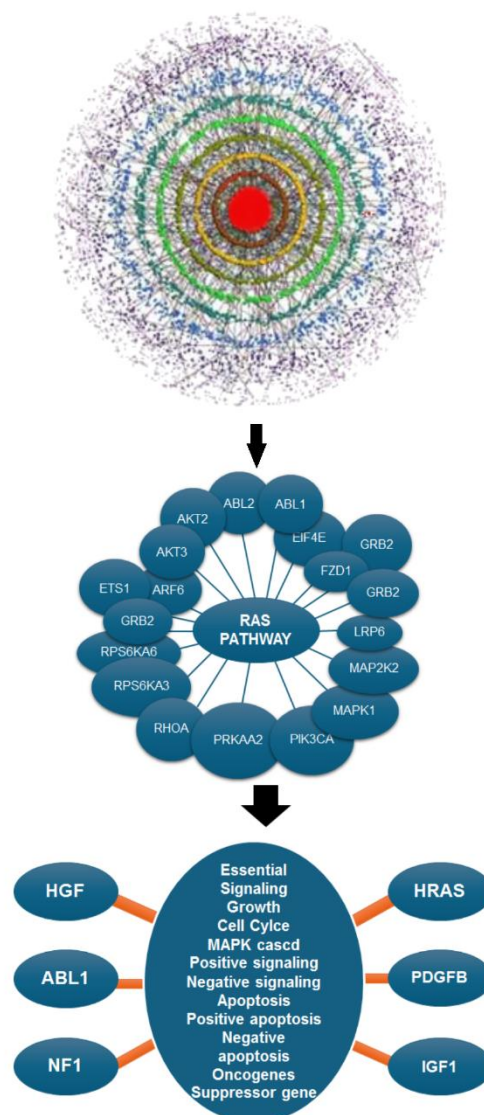 ABL2
ABL1
AKT2
EIF4E
GRB2
AKT3
FZD1
ETS1
ARF6
GRB2
GRB2
RAS
PATHWAY
LRP6
RPS6KA6
MAP2K2
RPS6KA3
MAPK1
RHOA
PRKAA2
PIK3CA
HGF
ABL1
NF1
Essential
Signaling
Growth
Cell Cylce
MAPK cascd
Positive signaling
Negative signaling
Apoptosis
Positive apoptosis
Negative
apoptosis
Oncogenes
Suppressor gene
HRAS
PDGFB
IGF1